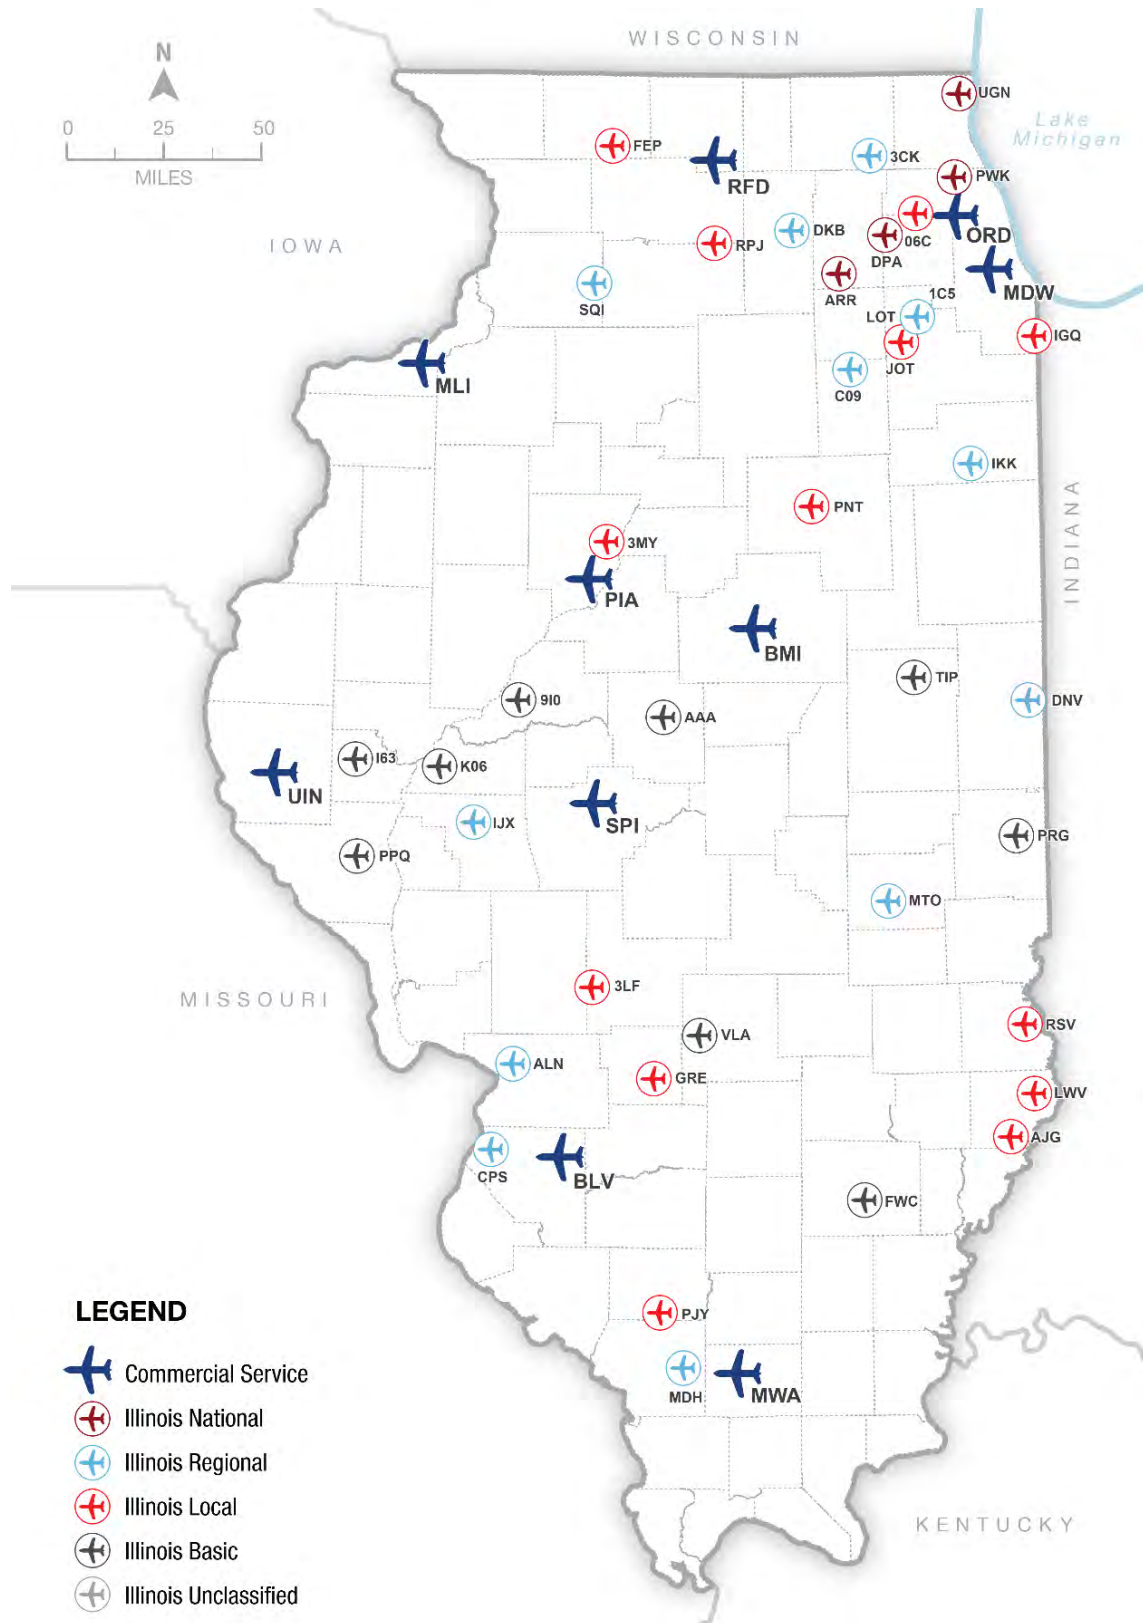 WISCONSIN
N
0 25 50
MILES
UGN
Lake
Michigan
FEP
3CK
RFD
PWK
IOWA
DKB
RPJ
06C
ORD
DPA
MDW
ARR
1C5
SQI
LOT
IGQ
JOT
MLI
C09
IKK
INDIANA
PNT
3MY
PIA
BMI
TIP
9I0
DNV
AAA
I63
K06
UIN
SPI
IJX
PRG
PPQ
MTO
3LF
MISSOURI
RSV
VLA
ALN
GRE
LWV
AJG
CPS
BLV
FWC
PJY
MDH
MWA
KENTUCKY
LEGEND
Commercial Service
Illinois National
Illinois Regional
Illinois Local
Illinois Basic
Illinois Unclassified